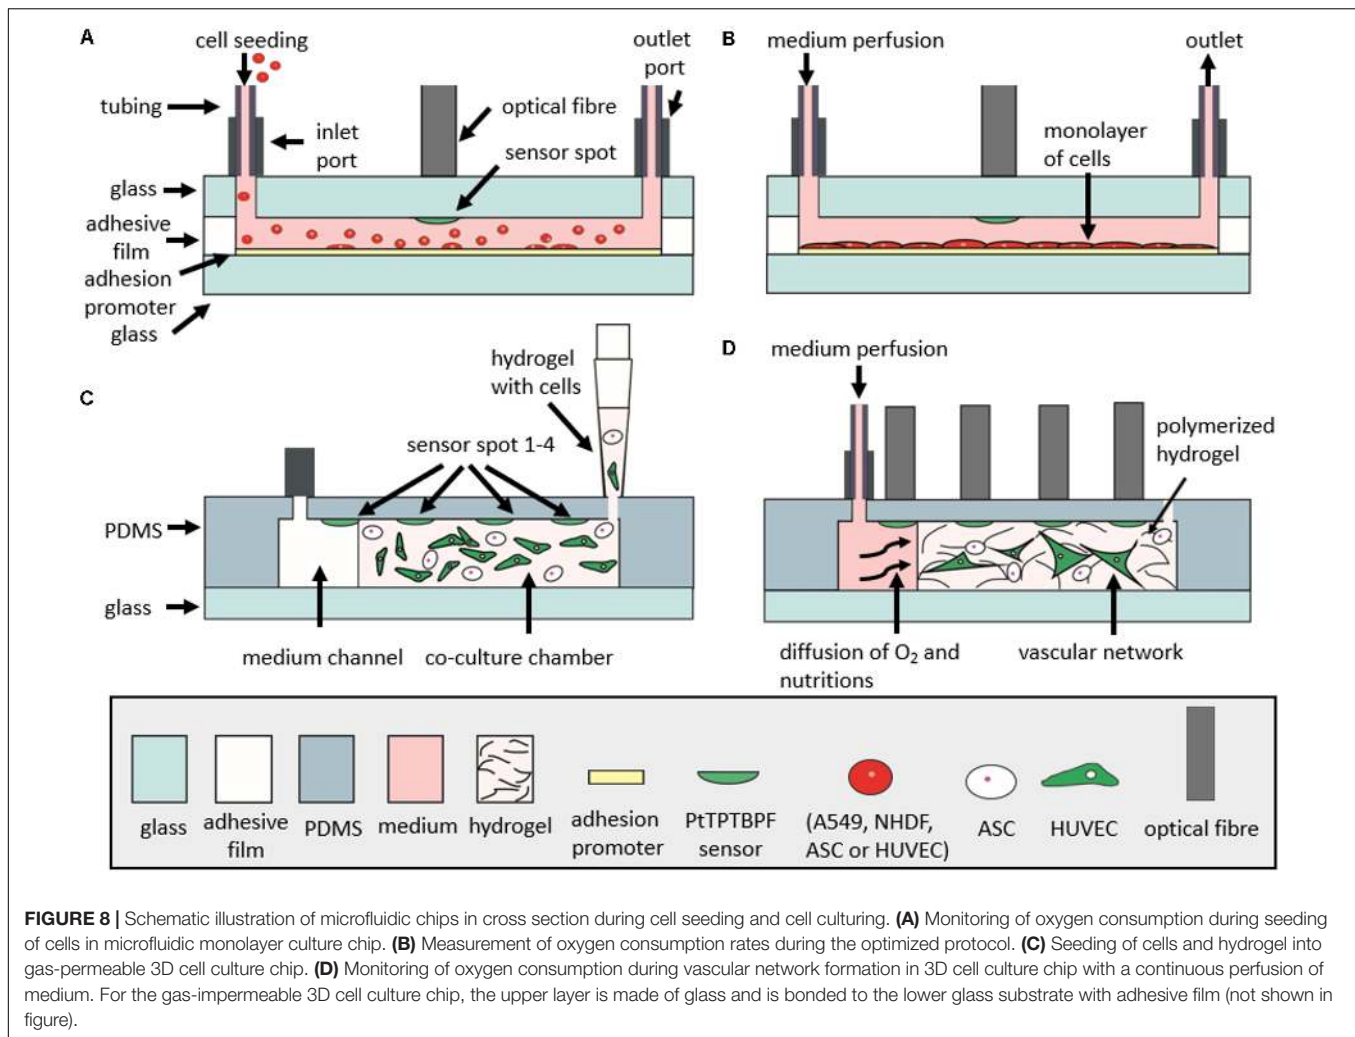 A
cell seeding
outlet
port
tubing
optical fibre
inlet
port
sensor spot
glass
adhesive
film
adhesion
promoter
glass
B
medium perfusion
outlet
monolayer
of cells
C
hydrogel
with cells
sensor spot 1-4
PDMS
glass
medium channel
co-culture chamber
D
medium perfusion
polymerized
hydrogel
diffusion of O₂ and
nutritions
vascular network
glass
adhesive
film
PDMS
medium
hydrogel
adhesion
promoter
PtTPTBPF
sensor
(A549, NHDF,
ASC or HUVEC)
ASC
HUVEC
optical fibre
FIGURE 8 | Schematic illustration of microfluidic chips in cross section during cell seeding and cell culturing. (A) Monitoring of oxygen consumption during seeding
of cells in microfluidic monolayer culture chip. (B) Measurement of oxygen consumption rates during the optimized protocol. (C) Seeding of cells and hydrogel into
gas-permeable 3D cell culture chip. (D) Monitoring of oxygen consumption during vascular network formation in 3D cell culture chip with a continuous perfusion of
medium. For the gas-impermeable 3D cell culture chip, the upper layer is made of glass and is bonded to the lower glass substrate with adhesive film (not shown in
figure).